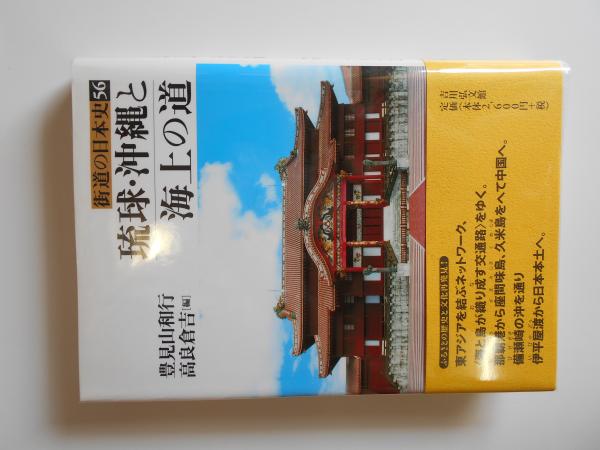 街道の日本史56
琉球・沖縄と
海上の道
豊見山和行
高良倉吉[編]
ふるさとの歴史と文化再発見!
東アジアを結ぶネットワーク、
〈海と島が織り成す交通路〉をゆく。
那覇港から座間味島、久米島をへて中国へ。
備瀬崎の沖を通り
伊平屋渡から日本本土へ。
吉川弘文館
定価(本体2,600円+税)